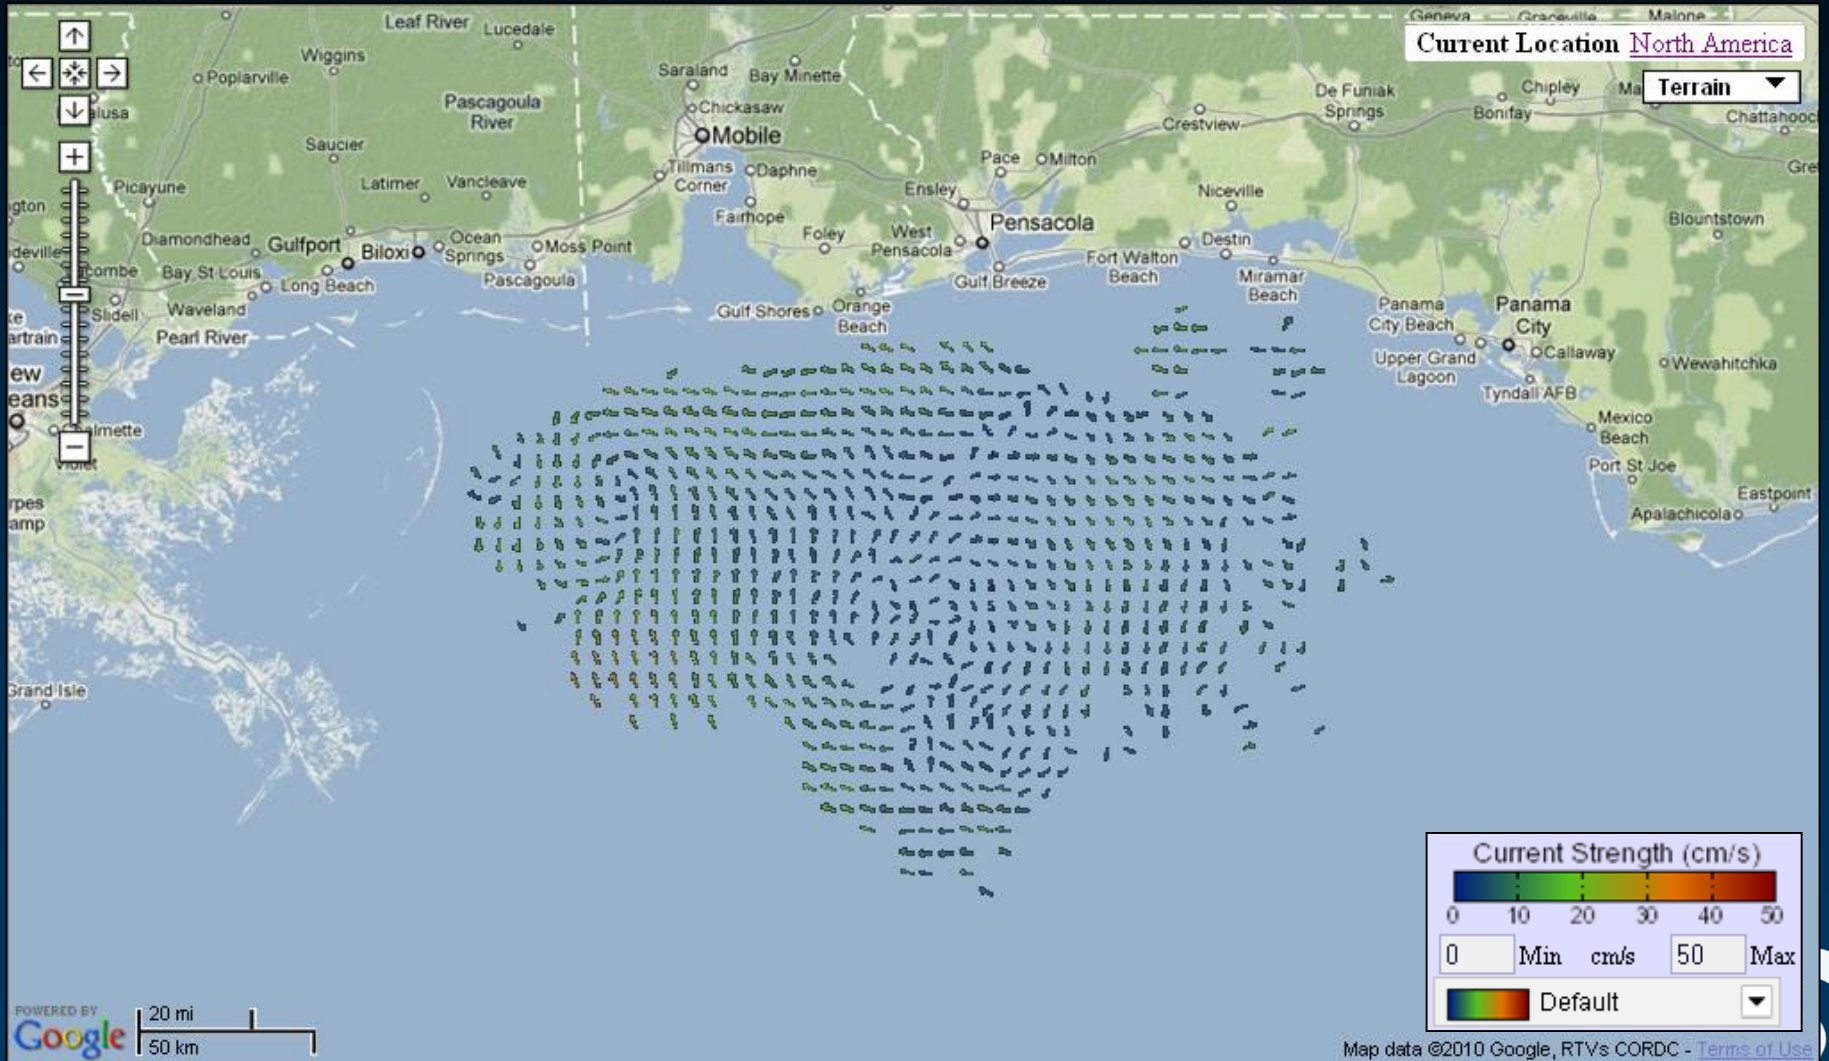 Leaf River
Lucedale
Geneva
Graceville
Malone
Current Location North America
Wiggins
Poplarville
Saraland
Bay Minette
Terrain
De Funiak
Springs
Chipley
Bonifay
Pascagoula
River
Chickasaw
Mobile
Crestview
Saucier
Tillmans
Corner
Daphne
Pace
Milton
Picayune
Latimer
Vancleave
Ensley
Niceville
Fairhope
Pensacola
Blountstown
Foley
West
Pensacola
Diamondhead
Gulfport
Biloxi
Ocean
Springs
Moss Point
Destin
Fort Walton
Beach
Bay St Louis
Long Beach
Pascagoula
Gulf Breeze
Miramar
Beach
Slidell
Waveland
Gulf Shores
Orange
Beach
Panama
City Beach
Panama
City
Pearl River
Callaway
Upper Grand
Lagoon
Wewahitchka
Tyndall AFB
Mexico
Beach
Violet
Port St Joe
Eastpoint
Apalachicola
Grand Isle
Current Strength (cm/s)
0 10 20 30 40 50
0 Min cm/s 50 Max
Default
POWERED BY
Google
20 mi
50 km
Map data ©2010 Google, RTVs CORDC - Terms of Use